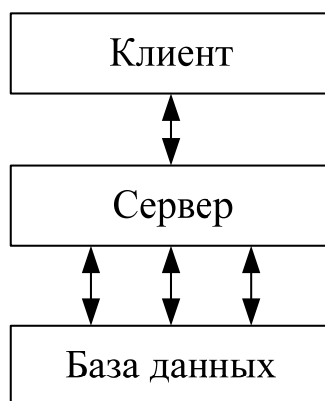 Клиент
Сервер
База данных